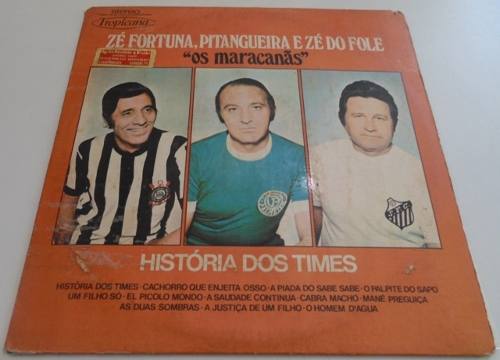 STEREO
Tropicana
ZÉ FORTUNA, PITANGUEIRA E ZÉ DO FOLE
"os maracanãs"
HISTÓRIA DOS TIMES
HISTÓRIA DOS TIMES · CACHORRO QUE ENJEITA OSSO · A PIADA DO SABE SABE · O PALPITE DO SAPO
UM FILHO SÓ · EL PICOLO MONDO · A SAUDADE CONTINUA · CABRA MACHO · MANÉ PREGUIÇA
AS DUAS SOMBRAS · A JUSTIÇA DE UM FILHO · O HOMEM D'AGUA